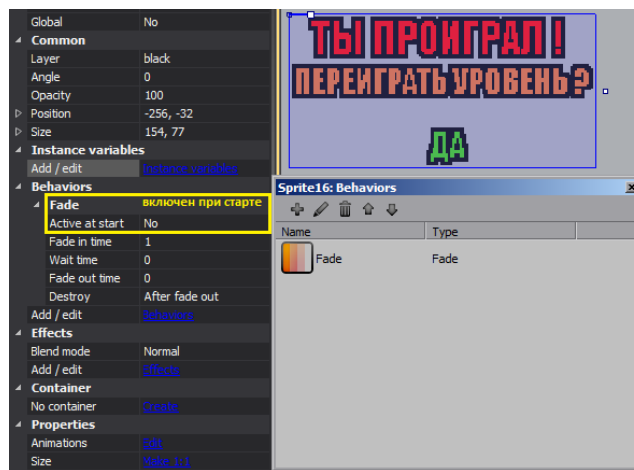 Global No
Common
Layer black
Angle 0
Opacity 100
Position -256, -32
Size 154, 77
Instance variables
Add / edit Instance variables
Behaviors
Fade включен при старте
Active at start No
Fade in time 1
Wait time 0
Fade out time 0
Destroy After fade out
Add / edit Behaviors
Effects
Blend mode Normal
Add / edit Effects
Container
No container Create
Properties
Animations Edit
Size Make 1:1
ТЫ ПРОИГРАЛ !
ПЕРЕИГРАТЬ УРОВЕНЬ ?
ДА
Sprite16: Behaviors
Name Type
Fade Fade